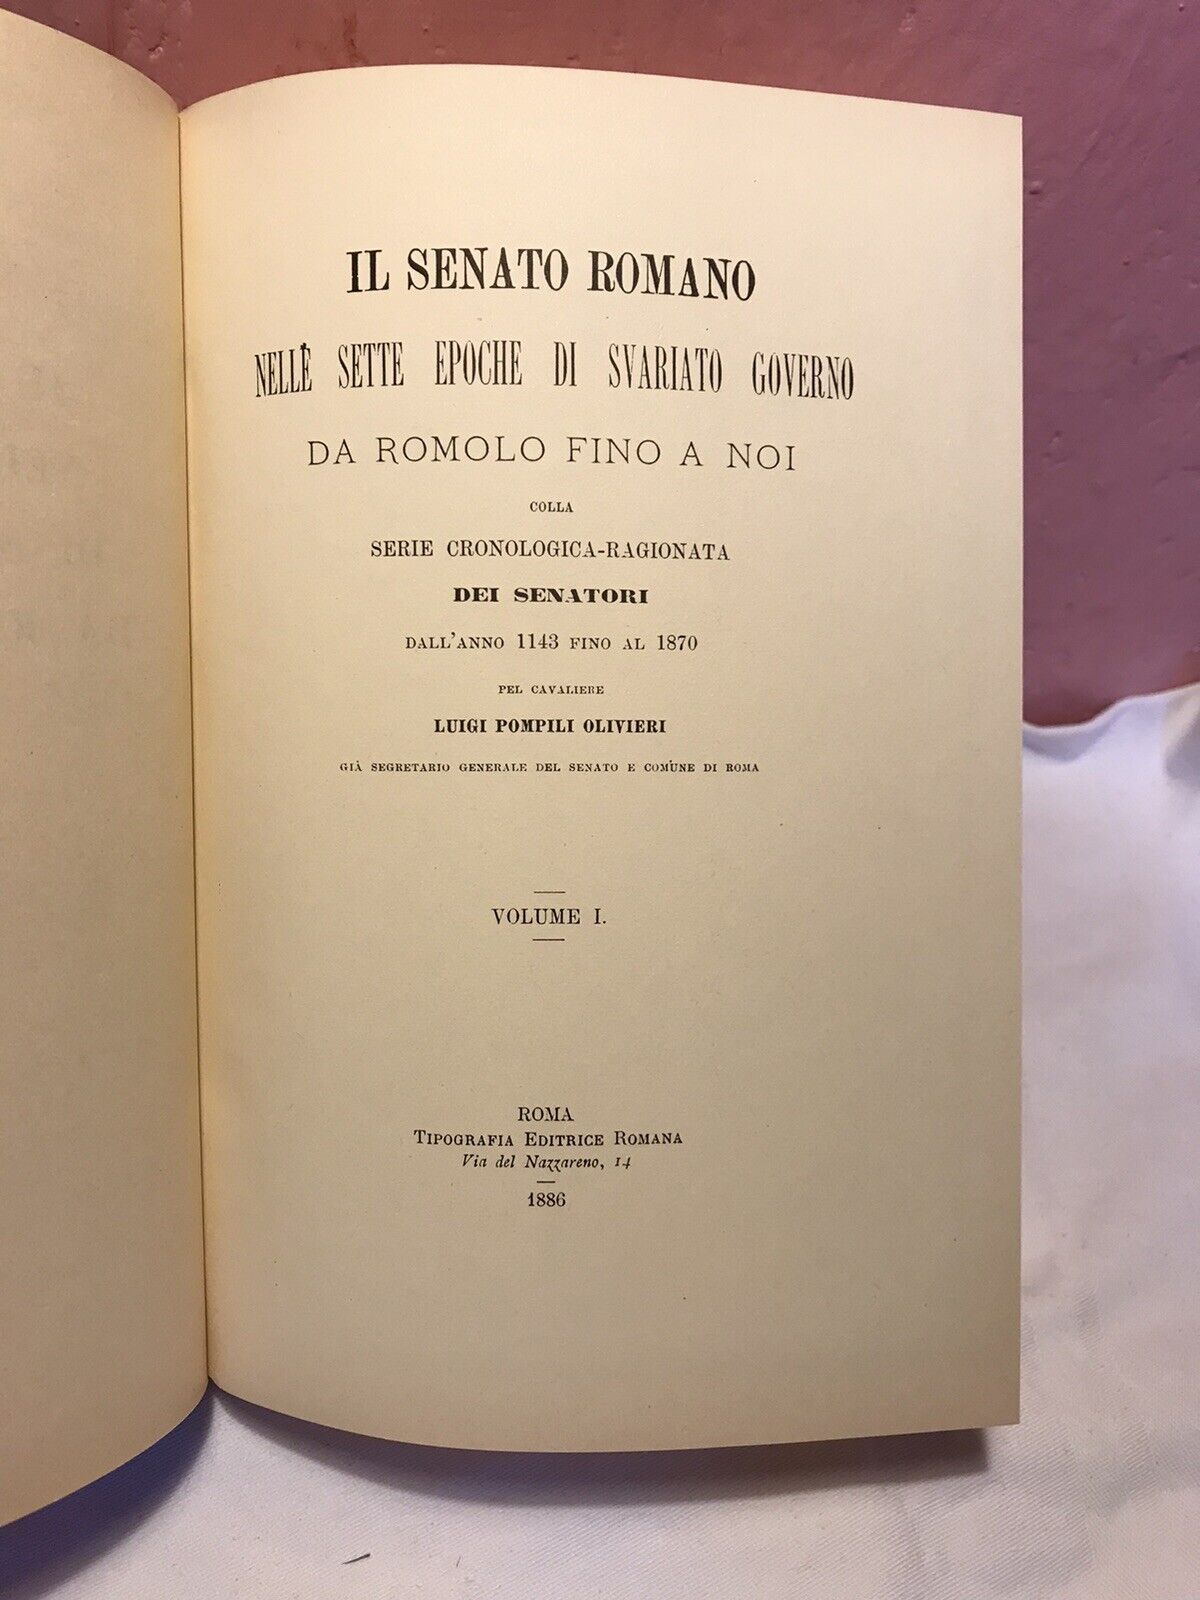 IL SENATO ROMANO
NELLE SETTE EPOCHE DI SVARIATO GOVERNO
DA ROMOLO FINO A NOI
COLLA
SERIE CRONOLOGICA-RAGIONATA
DEI SENATORI
DALL'ANNO 1143 FINO AL 1870
PEL CAVALIERE
LUIGI POMPILI OLIVIERI
GIÀ SEGRETARIO GENERALE DEL SENATO E COMUNE DI ROMA
VOLUME I.
ROMA
TIPOGRAFIA EDITRICE ROMANA
Via del Nazzareno, 14
1886